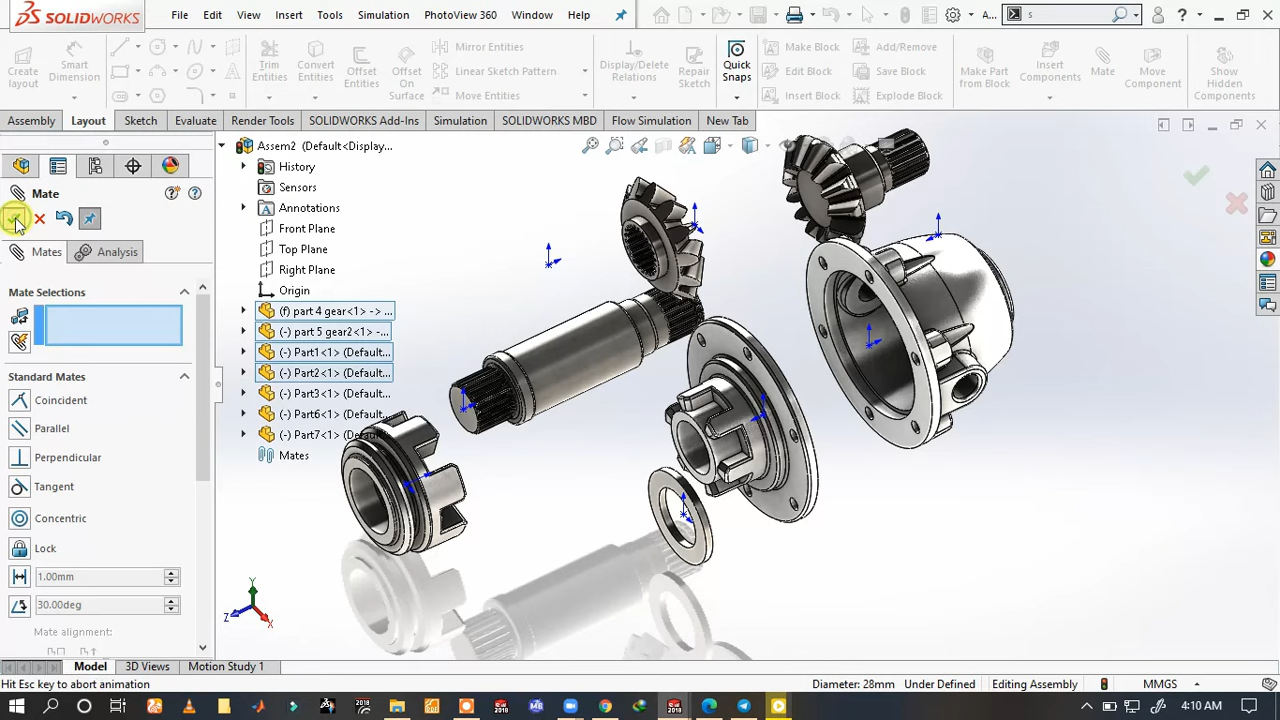 SOLIDWORKS File Edit View Insert Tools Simulation PhotoView 360 Window Help A... s ?
Create layout
Smart Dimension
Trim Entities
Convert Entities
Offset Entities
Offset On Surface
Mirror Entities
Linear Sketch Pattern
Move Entities
Display/Delete Relations
Repair Sketch
Quick Snaps
Make Block
Edit Block
Insert Block
Add/Remove
Save Block
Explode Block
Make Part from Block
Insert Components
Mate
Move Component
Show Hidden Components
Assembly Layout Sketch Evaluate Render Tools SOLIDWORKS Add-Ins Simulation SOLIDWORKS MBD Flow Simulation New Tab
Mate
Mates Analysis
Mate Selections
Standard Mates
Coincident
Parallel
Perpendicular
Tangent
Concentric
Lock
1.00mm
30.00deg
Mate alignment:
Assem2 (Default<Display...
History
Sensors
Annotations
Front Plane
Top Plane
Right Plane
Origin
(f) part 4 gear<1> -> ...
(-) part 5 gear2<1> -...
(-) Part1<1> (Default...
(-) Part2<1> (Default...
(-) Part3<1> (Default...
(-) Part6<1> (Default...
(-) Part7<1> (Default...
Mates
Y
Z
X
Model 3D Views Motion Study 1
Hit Esc key to abort animation Diameter: 28mm Under Defined Editing Assembly MMGS
4:10 AM